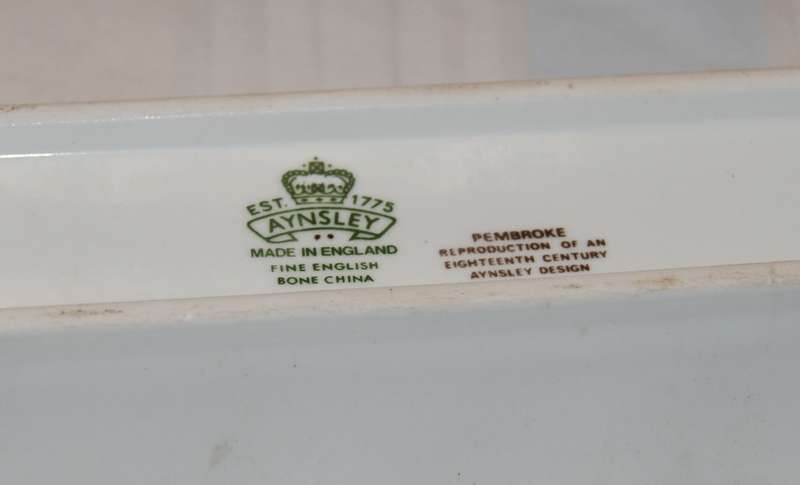 EST. 1775
AYNSLEY
MADE IN ENGLAND
FINE ENGLISH
BONE CHINA
PEMBROKE
REPRODUCTION OF AN
EIGHTEENTH CENTURY
AYNSLEY DESIGN